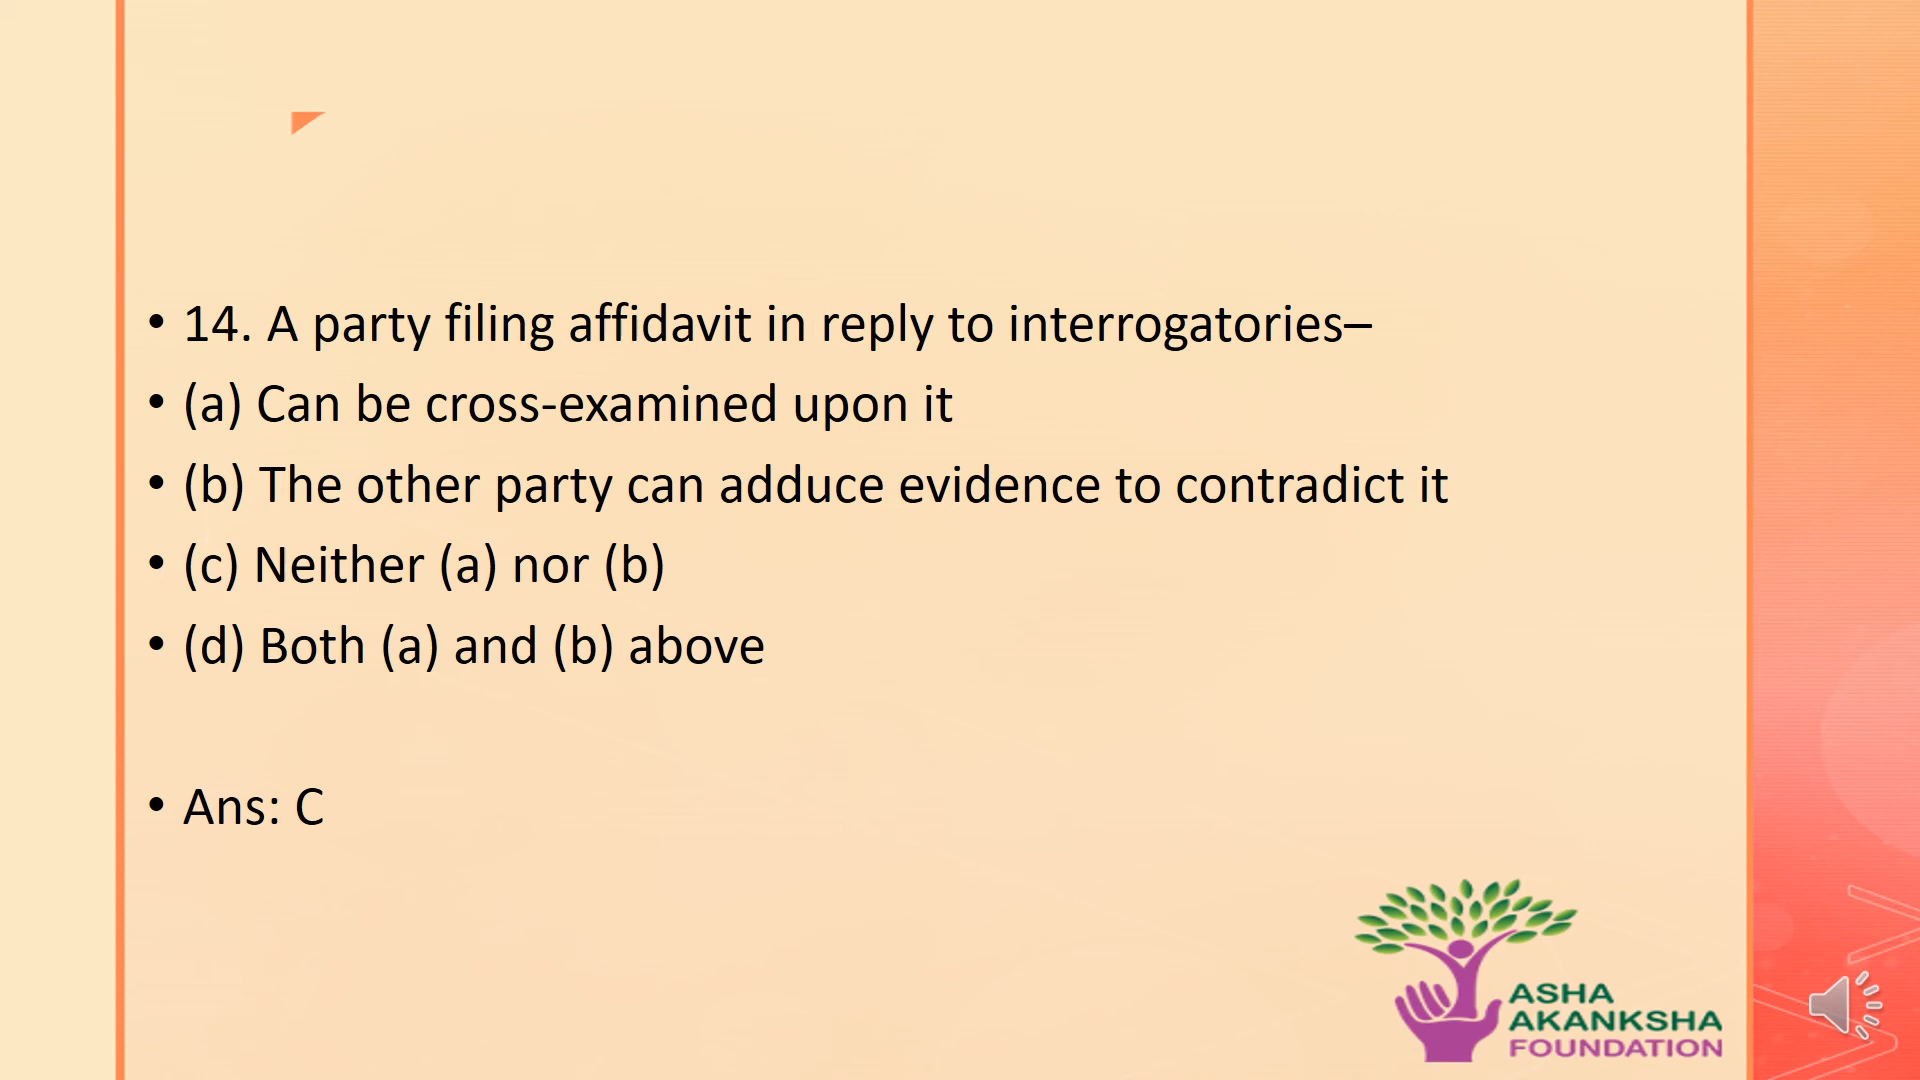 • 14. A party filing affidavit in reply to interrogatories–
• (a) Can be cross-examined upon it
• (b) The other party can adduce evidence to contradict it
• (c) Neither (a) nor (b)
• (d) Both (a) and (b) above
• Ans: C
ASHA
AKANKSHA
FOUNDATION